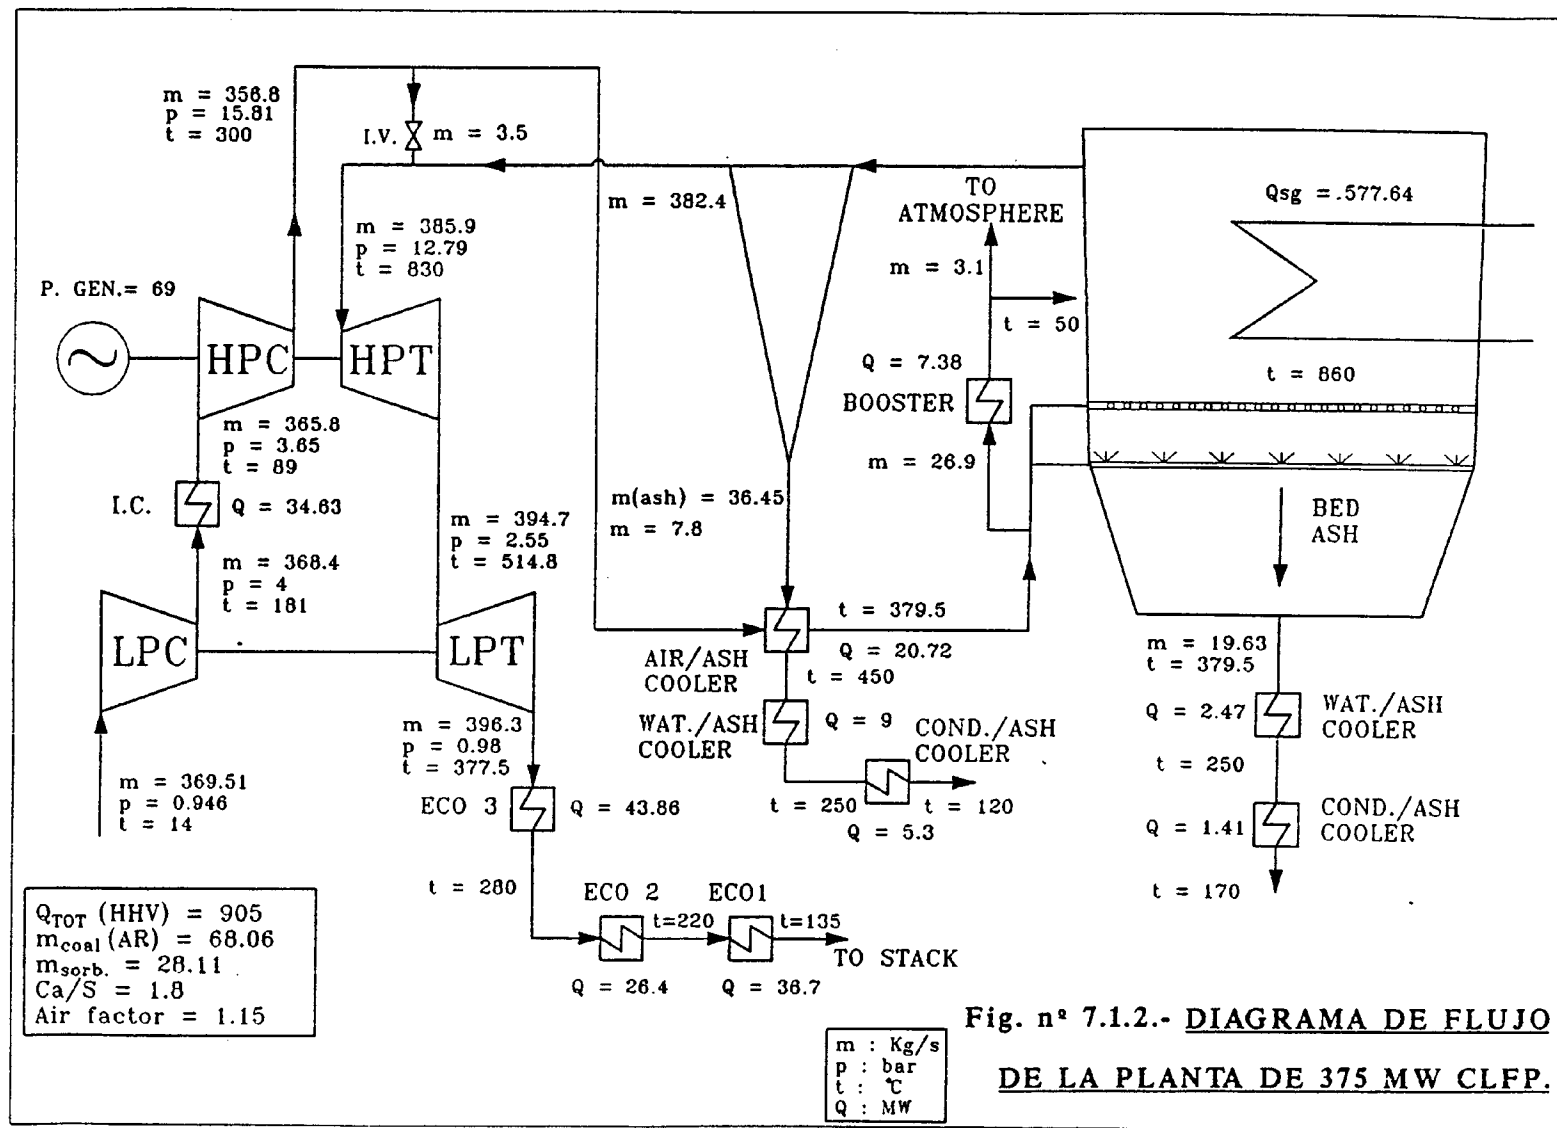 m = 356.8
p = 15.81
t = 300
I.V.
m = 3.5
m = 382.4
TO
ATMOSPHERE
Qsg = .577.64
m = 385.9
p = 12.79
t = 830
m = 3.1
t = 50
P. GEN.= 69
HPC
HPT
Q = 7.38
BOOSTER
t = 860
m = 365.8
p = 3.65
t = 89
m = 26.9
I.C.
Q = 34.63
m(ash) = 36.45
m = 7.8
BED
ASH
m = 394.7
p = 2.55
t = 514.8
m = 368.4
p = 4
t = 181
LPC
LPT
t = 379.5
Q = 20.72
AIR/ASH
COOLER
t = 450
m = 19.63
t = 379.5
WAT./ASH
COOLER
Q = 9
COND./ASH
COOLER
Q = 2.47
WAT./ASH
COOLER
m = 396.3
p = 0.98
t = 377.5
t = 250
m = 369.51
p = 0.946
t = 14
ECO 3
Q = 43.86
t = 250
t = 120
Q = 5.3
Q = 1.41
COND./ASH
COOLER
t = 280
ECO 2
ECO1
t = 170
t=220
t=135
TO STACK
Q = 26.4
Q = 36.7
QTOT (HHV) = 905
mcoal (AR) = 68.06
msorb. = 28.11
Ca/S = 1.8
Air factor = 1.15
m : Kg/s
p : bar
t : °C
Q : MW
Fig. nº 7.1.2.- DIAGRAMA DE FLUJO
DE LA PLANTA DE 375 MW CLFP.